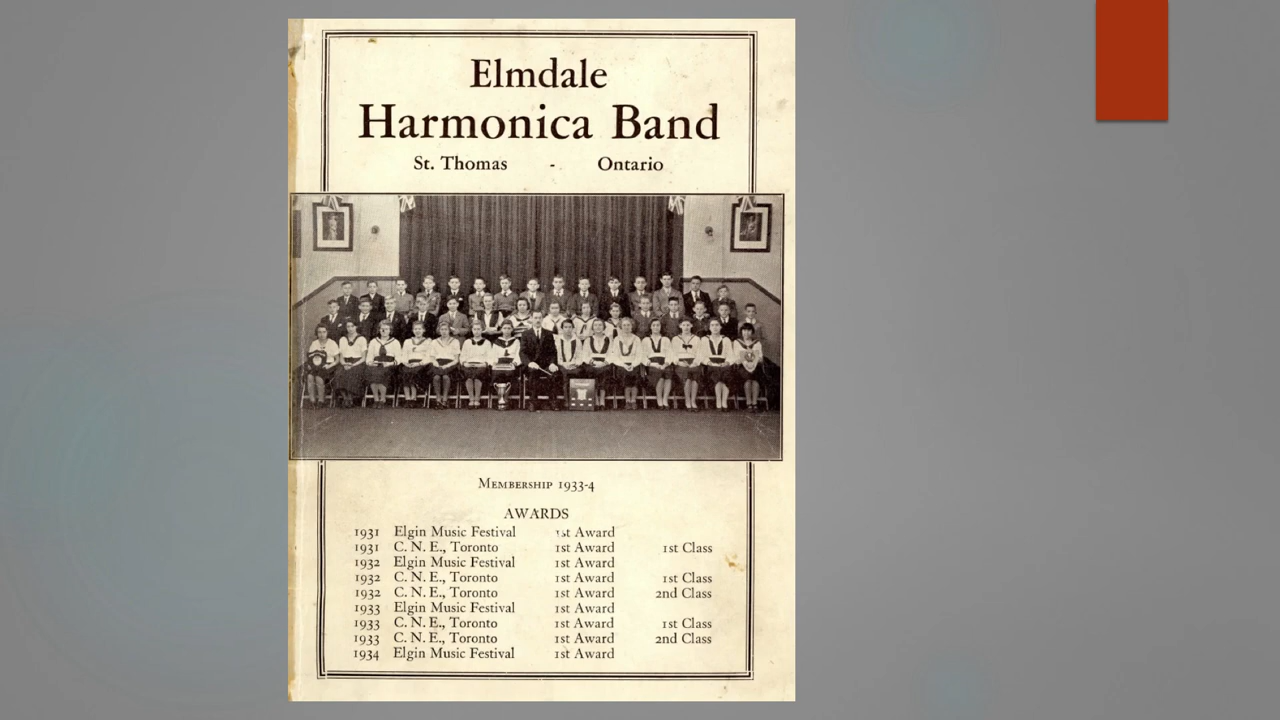 Elmdale
Harmonica Band
St. Thomas - Ontario
Membership 1933-4
AWARDS
1931 Elgin Music Festival 1st Award
1931 C. N. E., Toronto 1st Award 1st Class
1932 Elgin Music Festival 1st Award
1932 C. N. E., Toronto 1st Award 1st Class
1932 C. N. E., Toronto 1st Award 2nd Class
1933 Elgin Music Festival 1st Award
1933 C. N. E., Toronto 1st Award 1st Class
1933 C. N. E., Toronto 1st Award 2nd Class
1934 Elgin Music Festival 1st Award